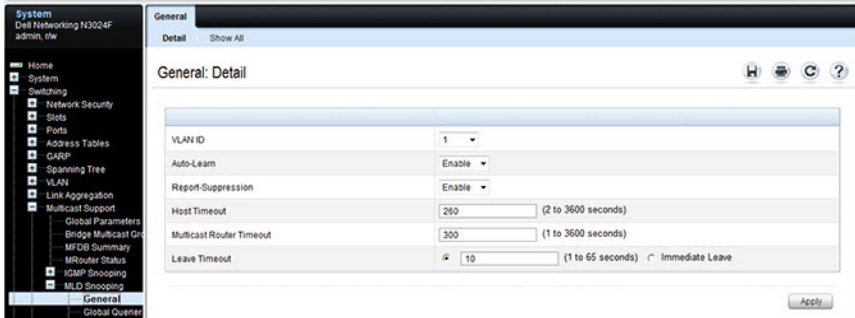 System
Dell Networking N3024F
admin, r/w
Home
System
Switching
Network Security
Slots
Ports
Address Tables
GARP
Spanning Tree
VLAN
Link Aggregation
Multicast Support
Global Parameters
Bridge Multicast Gro
MFDB Summary
MRouter Status
IGMP Snooping
MLD Snooping
General
Global Querier
General
Detail Show All
General: Detail
VLAN ID 1
Auto-Learn Enable
Report-Suppression Enable
Host Timeout 260 (2 to 3600 seconds)
Multicast Router Timeout 300 (1 to 3600 seconds)
Leave Timeout 10 (1 to 65 seconds) Immediate Leave
Apply